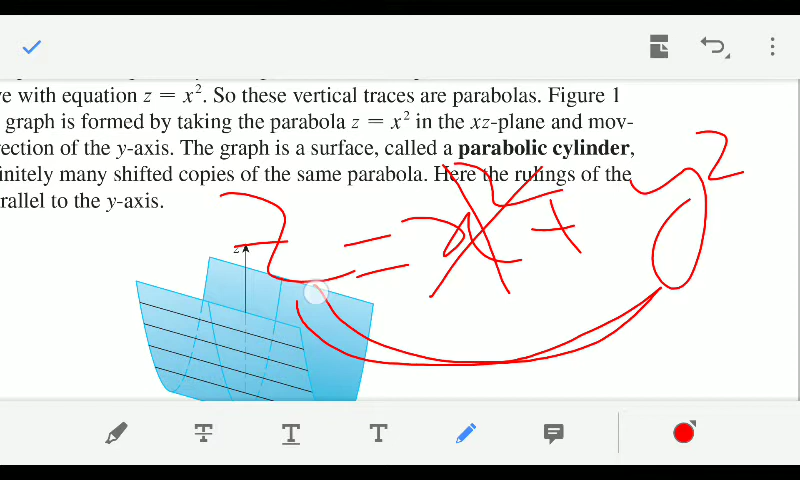 ve with equation z = x². So these vertical traces are parabolas. Figure 1
graph is formed by taking the parabola z = x² in the xz-plane and mov-
rection of the y-axis. The graph is a surface, called a parabolic cylinder,
initely many shifted copies of the same parabola. Here the rulings of the
rallel to the y-axis.
z = x² + y²
z
T T T